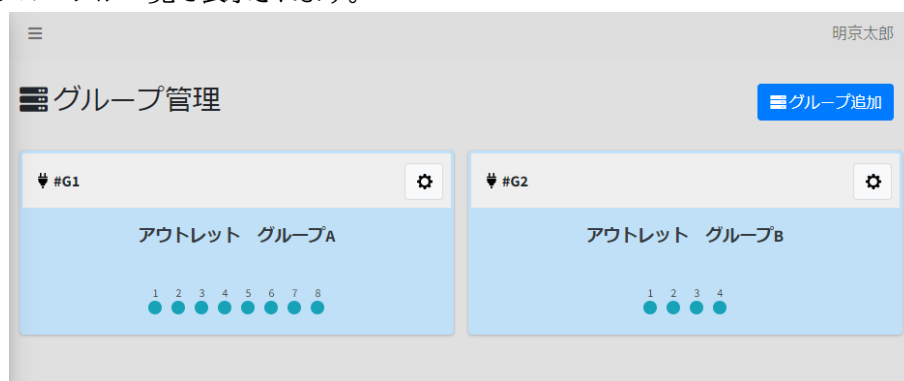 明京太郎
グループ管理
グループ追加
#G1
#G2
アウトレット　グループA
アウトレット　グループB
1 2 3 4 5 6 7 8
1 2 3 4